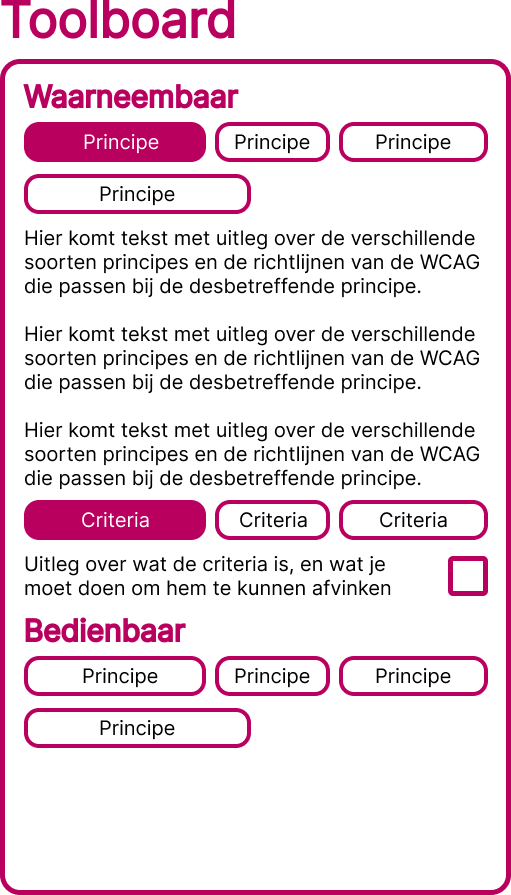 Toolboard
Waarneembaar
Principe Principe Principe
Principe
Hier komt tekst met uitleg over de verschillende
soorten principes en de richtlijnen van de WCAG
die passen bij de desbetreffende principe.
Hier komt tekst met uitleg over de verschillende
soorten principes en de richtlijnen van de WCAG
die passen bij de desbetreffende principe.
Hier komt tekst met uitleg over de verschillende
soorten principes en de richtlijnen van de WCAG
die passen bij de desbetreffende principe.
Criteria Criteria Criteria
Uitleg over wat de criteria is, en wat je
moet doen om hem te kunnen afvinken
Bedienbaar
Principe Principe Principe
Principe